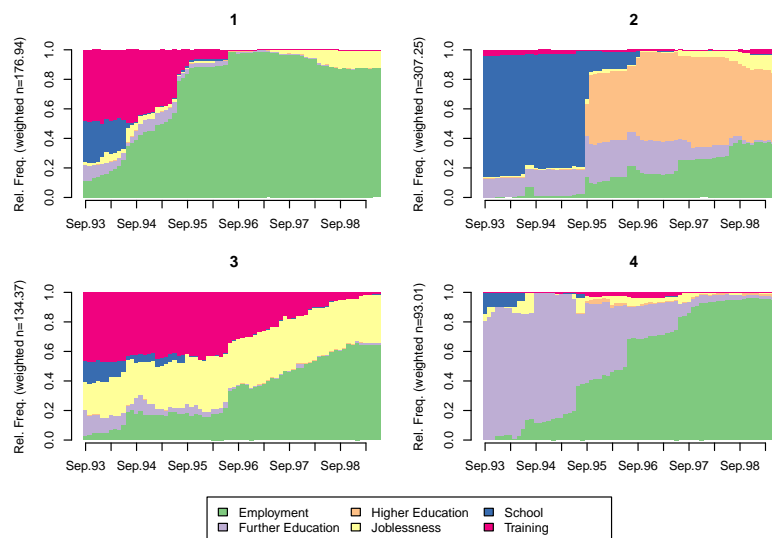 1
Rel. Freq. (weighted n=176.94)
0.0 0.2 0.4 0.6 0.8 1.0
Sep.93 Sep.94 Sep.95 Sep.96 Sep.97 Sep.98
2
Rel. Freq. (weighted n=307.25)
0.0 0.2 0.4 0.6 0.8 1.0
Sep.93 Sep.94 Sep.95 Sep.96 Sep.97 Sep.98
3
Rel. Freq. (weighted n=134.37)
0.0 0.2 0.4 0.6 0.8 1.0
Sep.93 Sep.94 Sep.95 Sep.96 Sep.97 Sep.98
4
Rel. Freq. (weighted n=93.01)
0.0 0.2 0.4 0.6 0.8 1.0
Sep.93 Sep.94 Sep.95 Sep.96 Sep.97 Sep.98
Employment Higher Education School
Further Education Joblessness Training